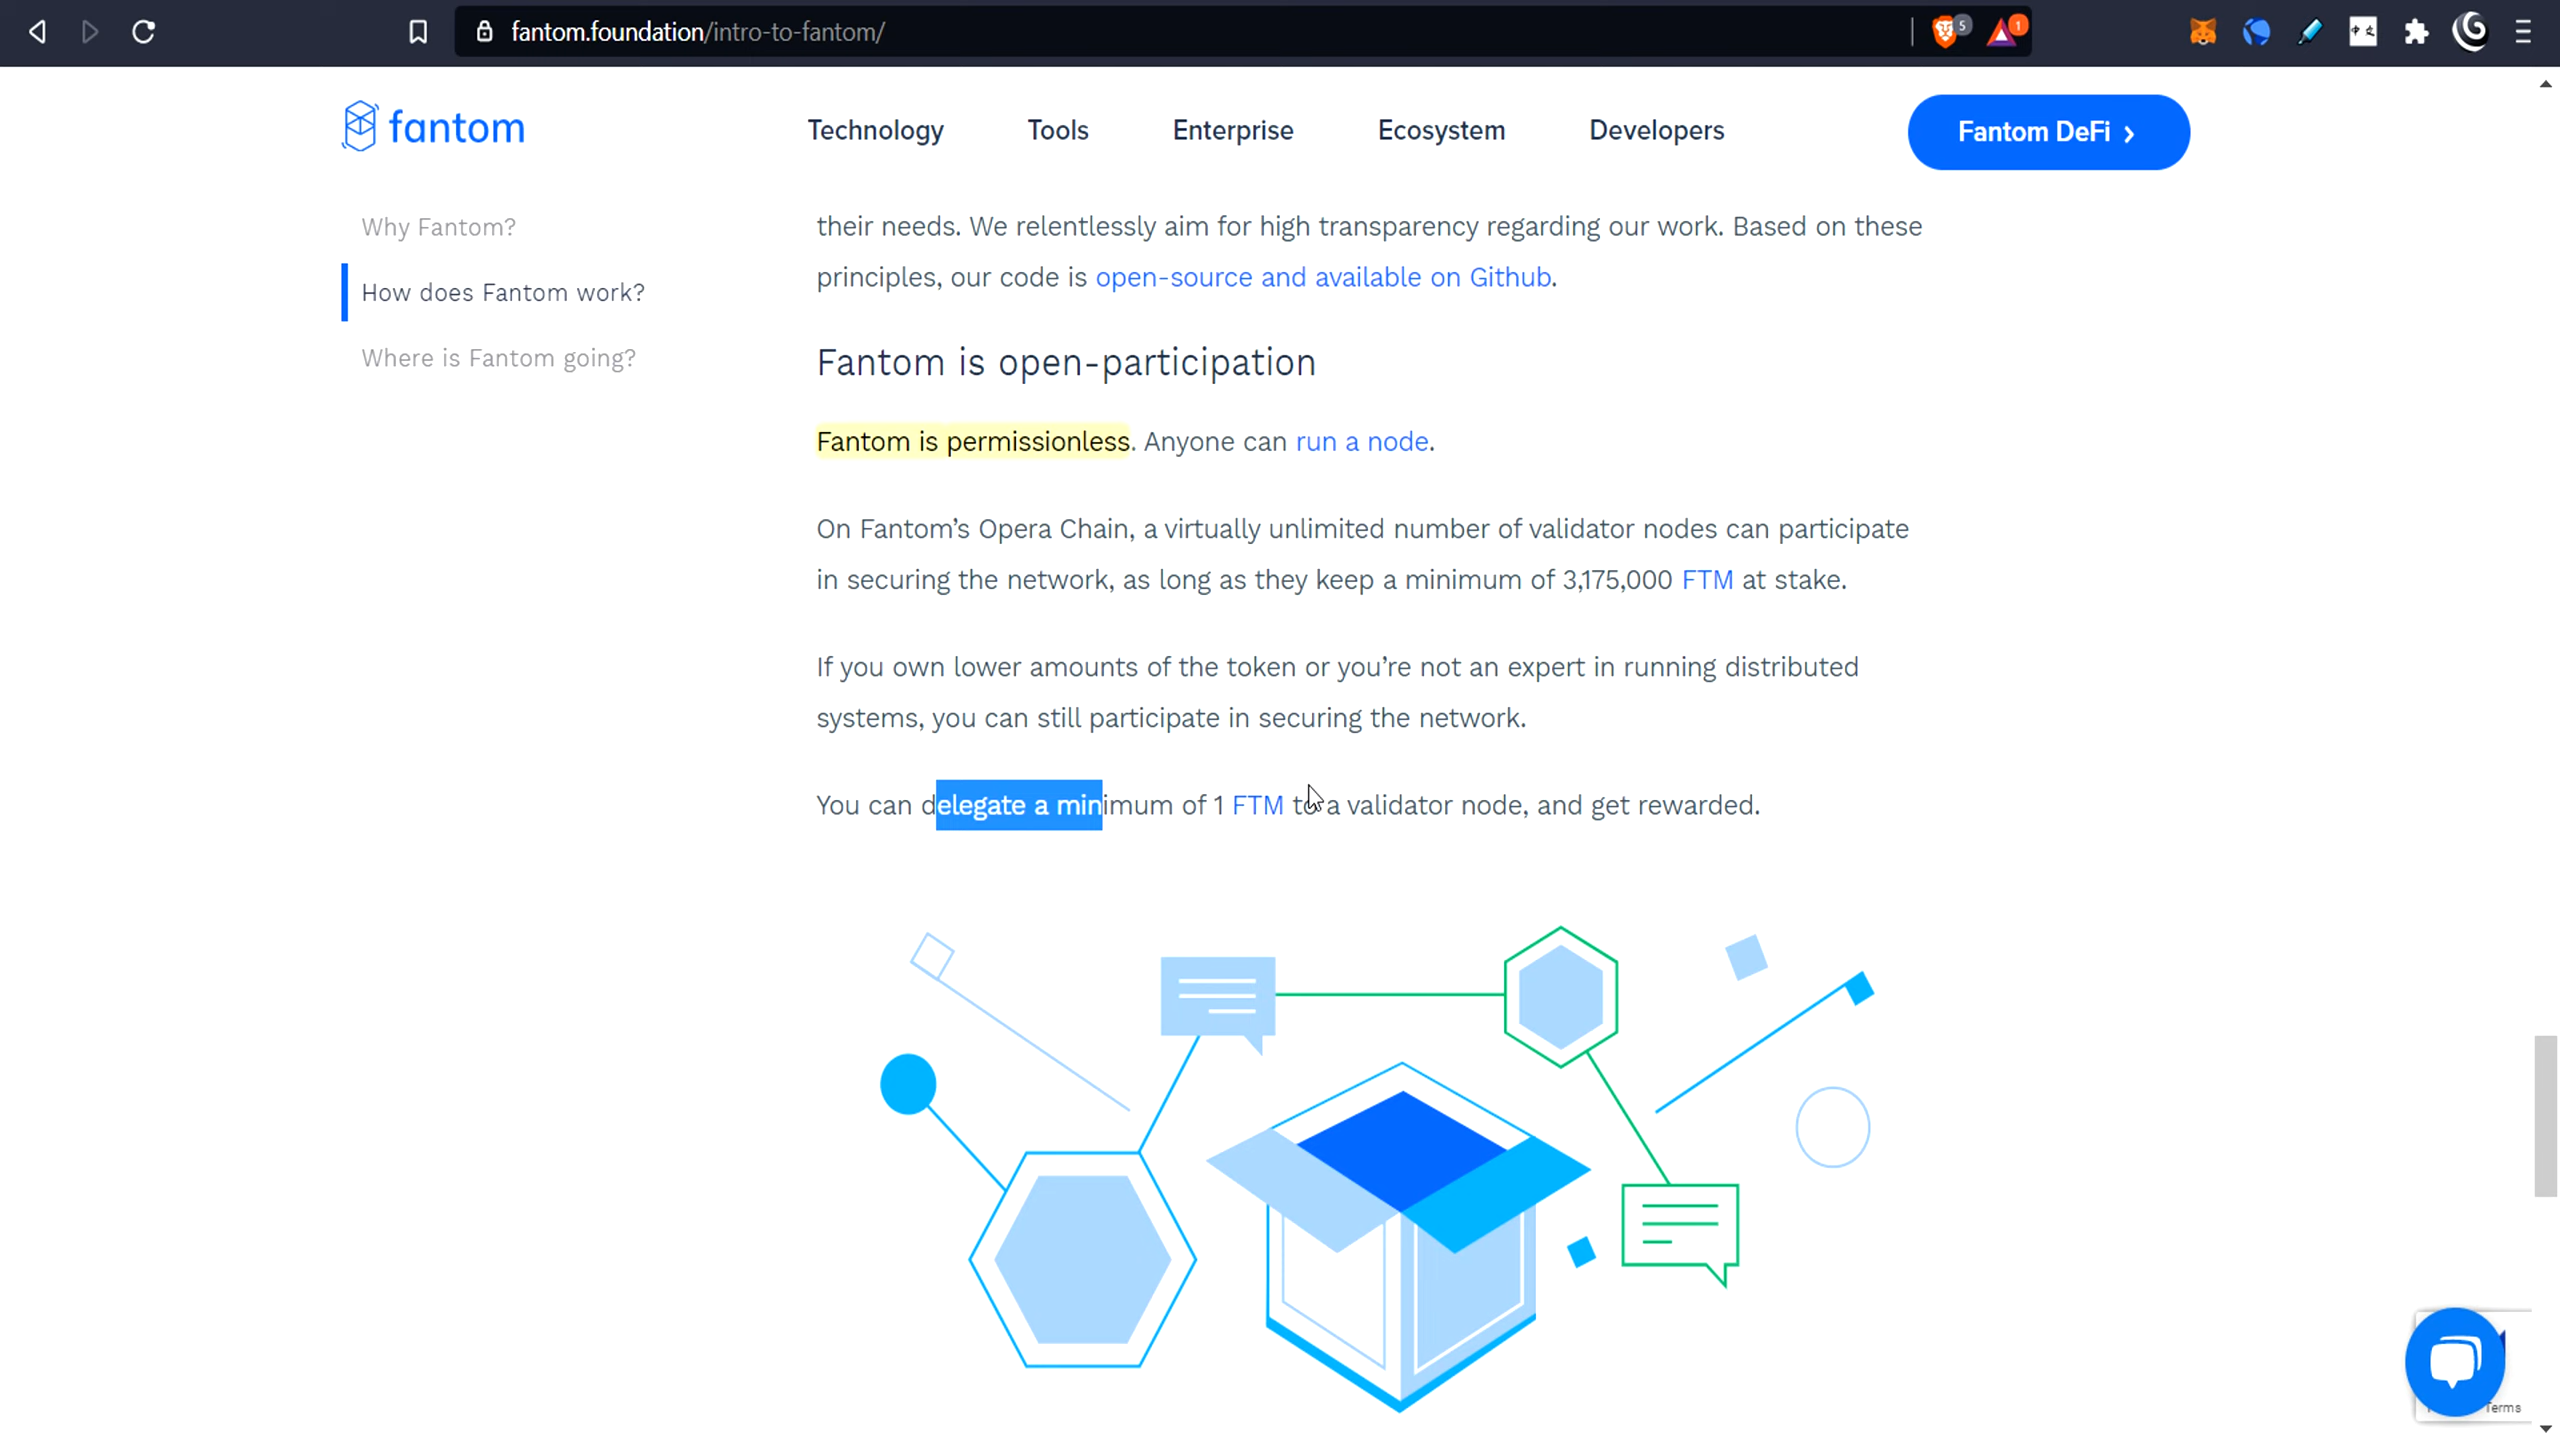 fantom.foundation/intro-to-fantom/
5
1
fantom
Technology
Tools
Enterprise
Ecosystem
Developers
Fantom DeFi ›
Why Fantom?
How does Fantom work?
Where is Fantom going?
their needs. We relentlessly aim for high transparency regarding our work. Based on these
principles, our code is open-source and available on Github.
Fantom is open-participation
Fantom is permissionless. Anyone can run a node.
On Fantom’s Opera Chain, a virtually unlimited number of validator nodes can participate
in securing the network, as long as they keep a minimum of 3,175,000 FTM at stake.
If you own lower amounts of the token or you’re not an expert in running distributed
systems, you can still participate in securing the network.
You can delegate a minimum of 1 FTM to a validator node, and get rewarded.
Terms